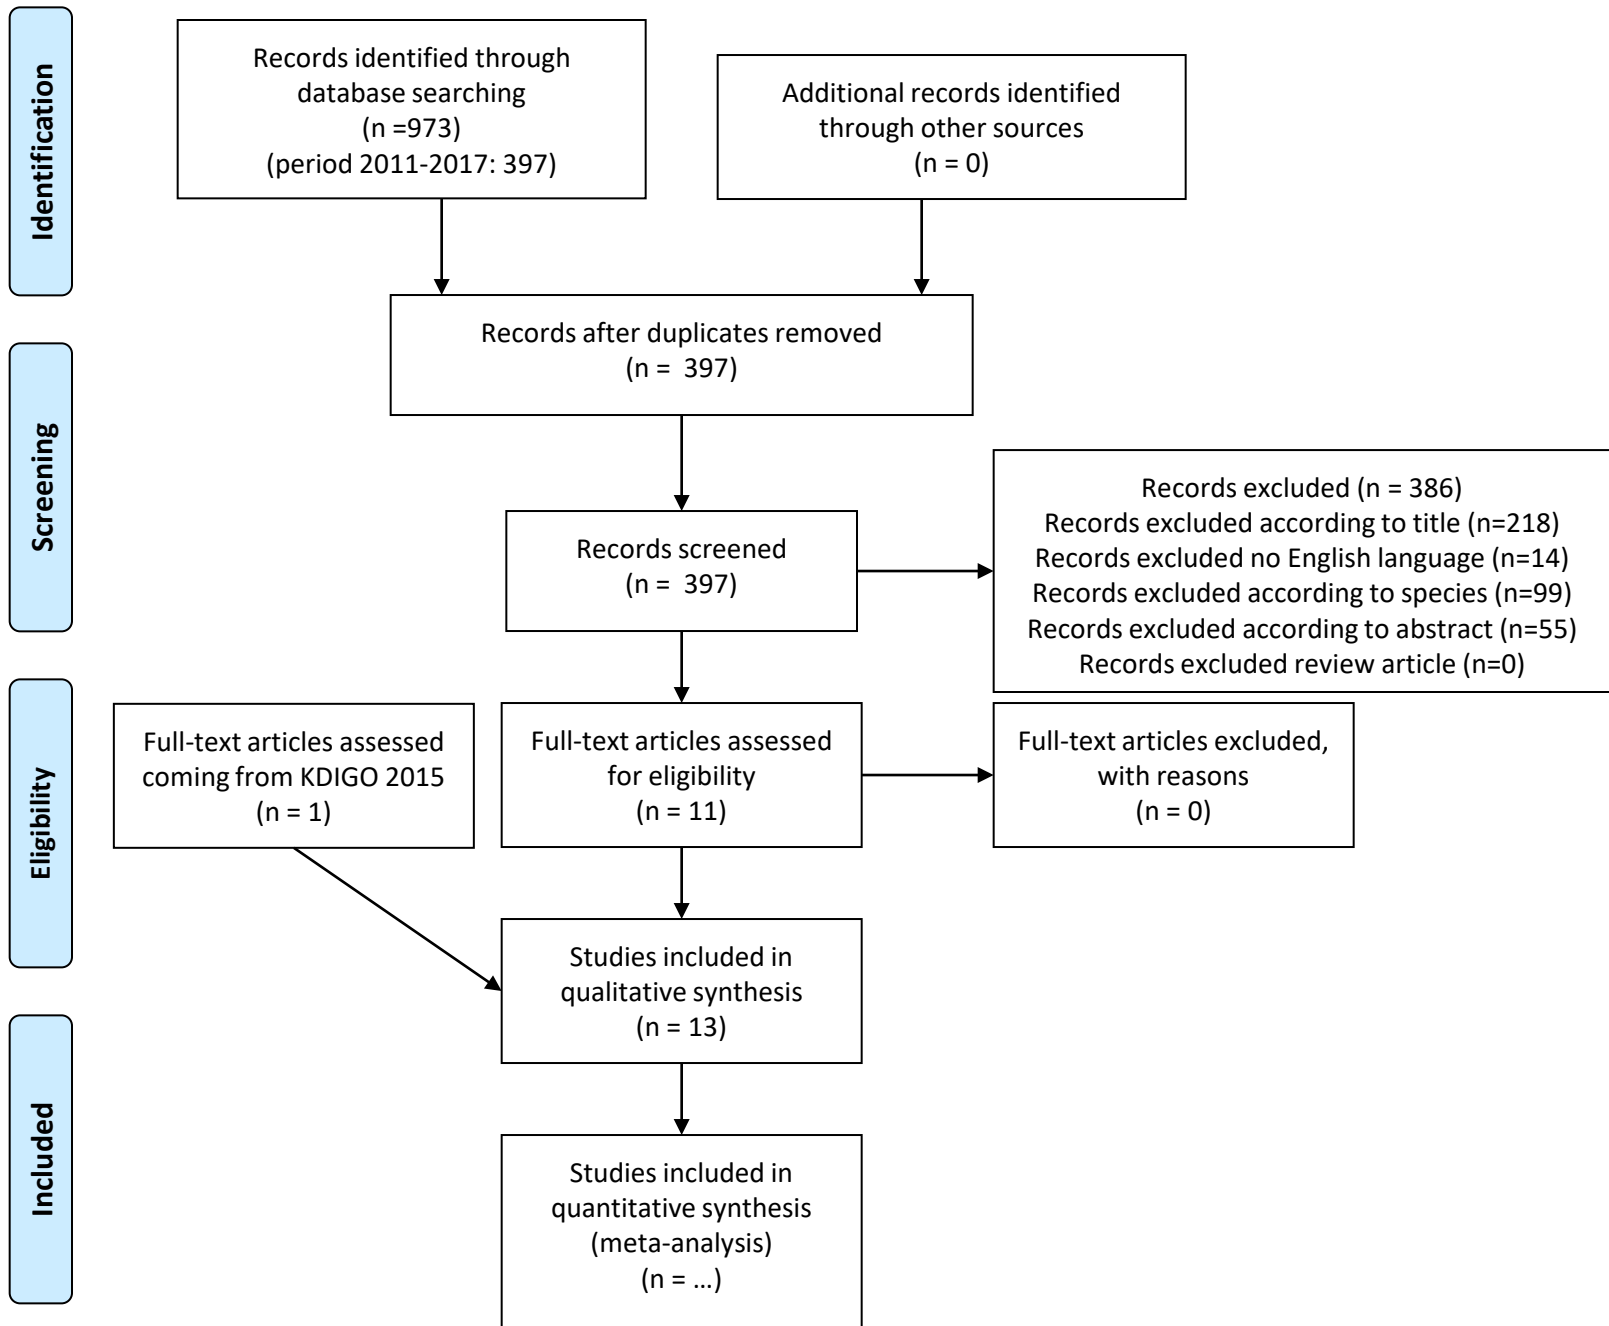 Identification
Records identified through
database searching
(n =973)
(period 2011-2017: 397)
Additional records identified
through other sources
(n = 0)
Records after duplicates removed
(n =  397)
Screening
Records screened
(n =  397)
Records excluded (n = 386)
Records excluded according to title (n=218)
Records excluded no English language (n=14)
Records excluded according to species (n=99)
Records excluded according to abstract (n=55)
Records excluded review article (n=0)
Eligibility
Full-text articles assessed
coming from KDIGO 2015
(n = 1)
Full-text articles assessed
for eligibility
(n = 11)
Full-text articles excluded,
with reasons
(n = 0)
Studies included in
qualitative synthesis
(n = 13)
Included
Studies included in
quantitative synthesis
(meta-analysis)
(n = ...)